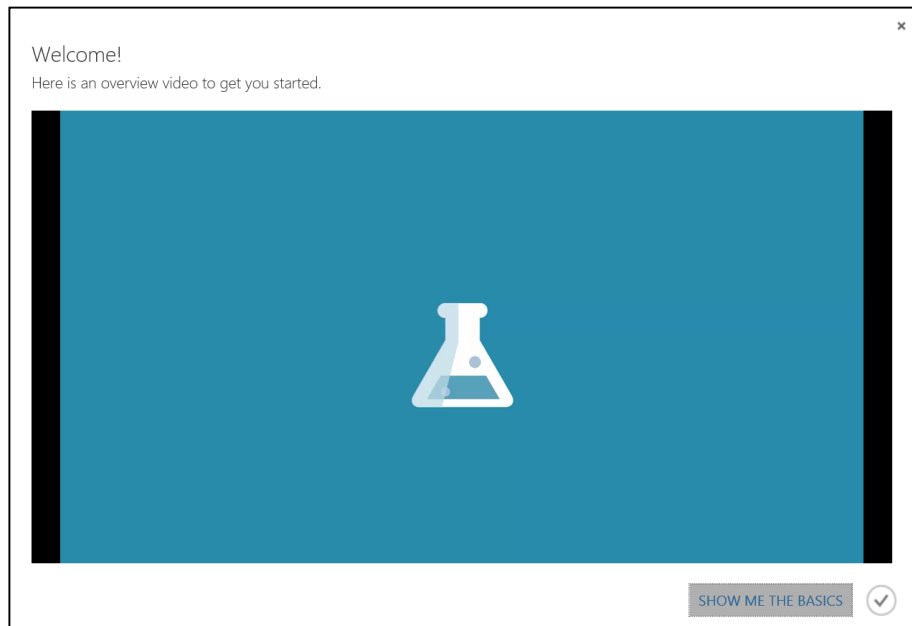 Welcome!
Here is an overview video to get you started.
SHOW ME THE BASICS